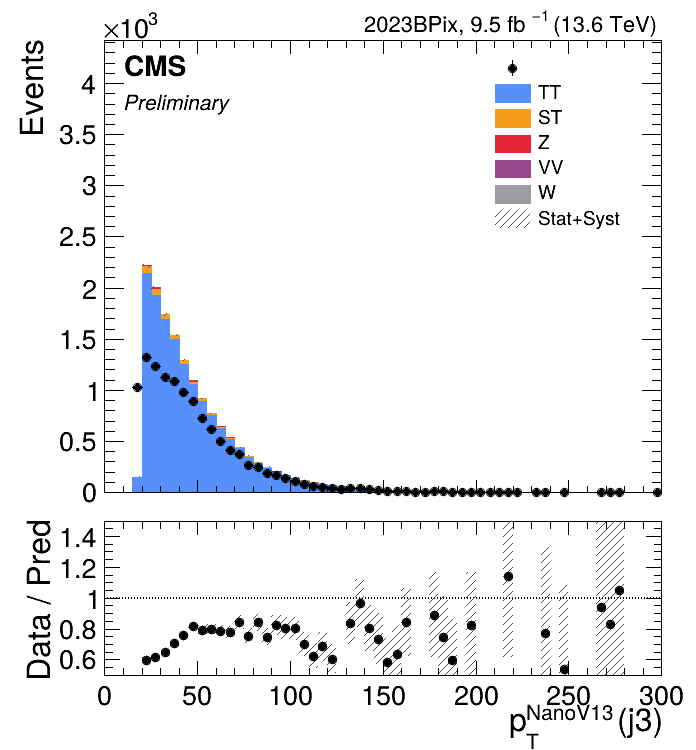 ×10³
2023BPix, 9.5 fb ⁻¹ (13.6 TeV)
CMS
Preliminary
Events
4
3.5
3
2.5
2
1.5
1
0.5
0
TT
ST
Z
VV
W
Stat+Syst
Data / Pred
1.4
1.2
1
0.8
0.6
0 50 100 150 200 250 300
p_T^NanoV13 (j3)